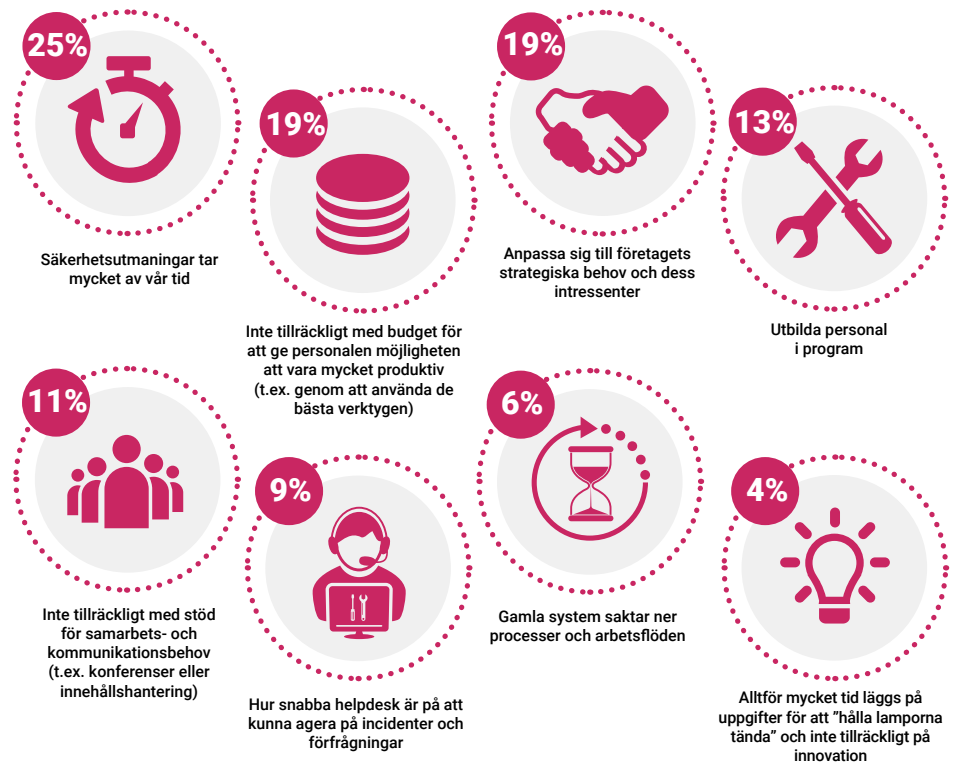 25%
Säkerhetsutmaningar tar
mycket av vår tid
19%
Inte tillräckligt med budget för
att ge personalen möjligheten
att vara mycket produktiv
(t.ex. genom att använda de
bästa verktygen)
19%
Anpassa sig till företagets
strategiska behov och dess
intressenter
13%
Utbilda personal
i program
11%
Inte tillräckligt med stöd
för samarbets- och
kommunikationsbehov
(t.ex. konferenser eller
innehållshantering)
9%
Hur snabba helpdesk är på att
kunna agera på incidenter och
förfrågningar
6%
Gamla system saktar ner
processer och arbetsflöden
4%
Alltför mycket tid läggs på
uppgifter för att ”hålla lamporna
tända” och inte tillräckligt på
innovation